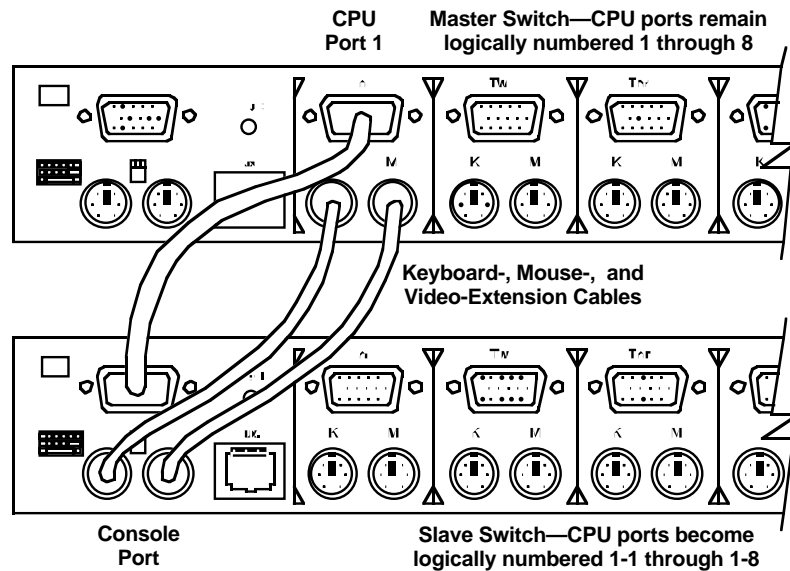 CPU
Port 1
Master Switch—CPU ports remain
logically numbered 1 through 8
M
K M
K M
K
Keyboard-, Mouse-, and
Video-Extension Cables
K M
K M
K M
Console
Port
Slave Switch—CPU ports become
logically numbered 1-1 through 1-8